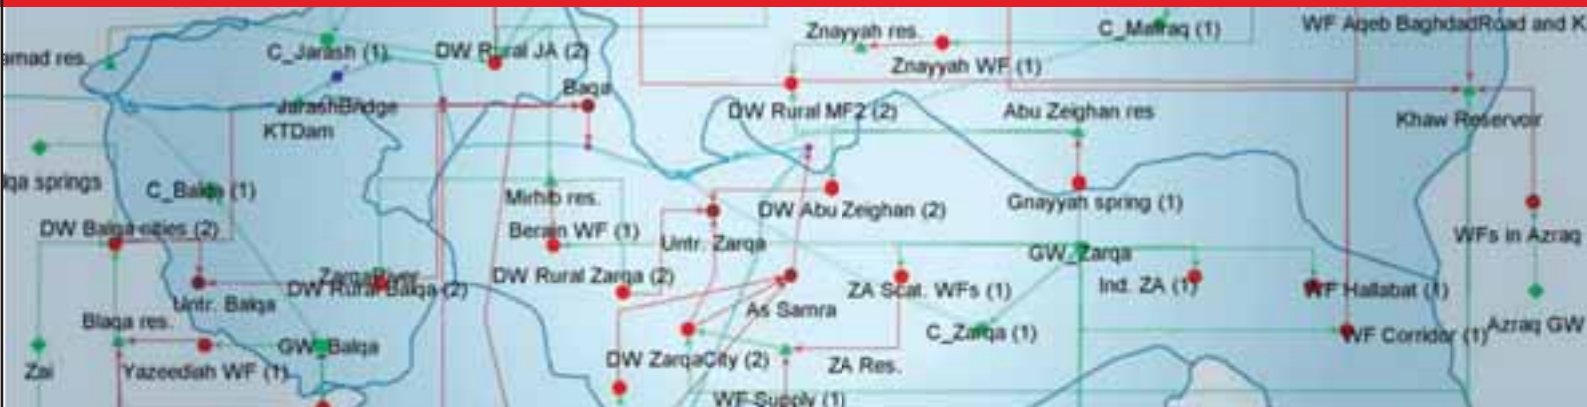 WF Aqeb BaghdadRoad and K
C_Mafraq (1)
Znayyah res.
C_Jarash (1)
DW Rural JA (2)
amad res.
Znayyah WF (1)
Baqa
JarashBridge
DW Rural MF2 (2)
Abu Zeighan res
Khaw Reservoir
KTDam
lqa springs
C_Balqa (1)
Mirhib res.
DW Abu Zeighan (2)
Gnayyah spring (1)
DW Balqa cities (2)
Berain WF (1)
Untr. Zarqa
WFs in Azraq
GW_Zarqa
ZarqaRiver
DW Rural Zarqa (2)
DW Rural Balqa (2)
ZA Scat. WFs (1)
Ind. ZA (1)
WF Hallabat (1)
Untr. Balqa
As Samra
Blaqa res.
C_Zarqa (1)
WF Corridor (1)
Azraq GW
GW_Balqa
DW ZarqaCity (2)
ZA Res.
Zai
Yazeediah WF (1)
WF Supply (1)